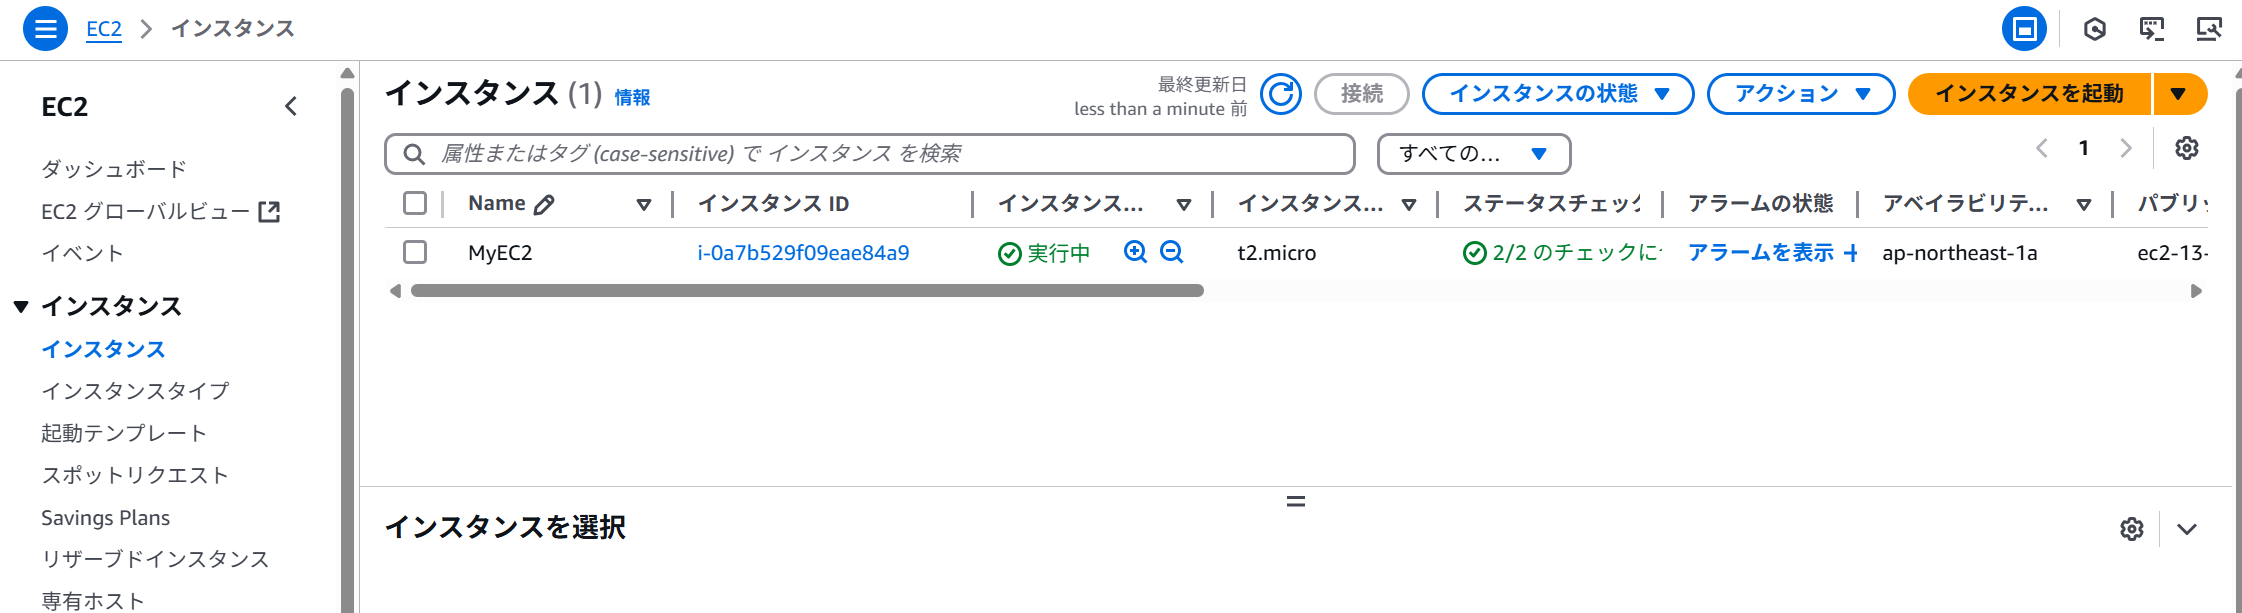 EC2 > インスタンス
EC2
ダッシュボード
EC2 グローバルビュー
イベント
インスタンス
インスタンス
インスタンスタイプ
起動テンプレート
スポットリクエスト
Savings Plans
リザーブドインスタンス
専有ホスト
インスタンス (1) 情報
最終更新日
less than a minute 前
接続
インスタンスの状態
アクション
インスタンスを起動
属性またはタグ (case-sensitive) で インスタンス を検索
すべての...
1
Name インスタンス ID インスタンス... インスタンス... ステータスチェック アラームの状態 アベイラビリテ... パブリッ
MyEC2 i-0a7b529f09eae84a9 実行中 t2.micro 2/2 のチェックに アラームを表示 + ap-northeast-1a ec2-13-
インスタンスを選択